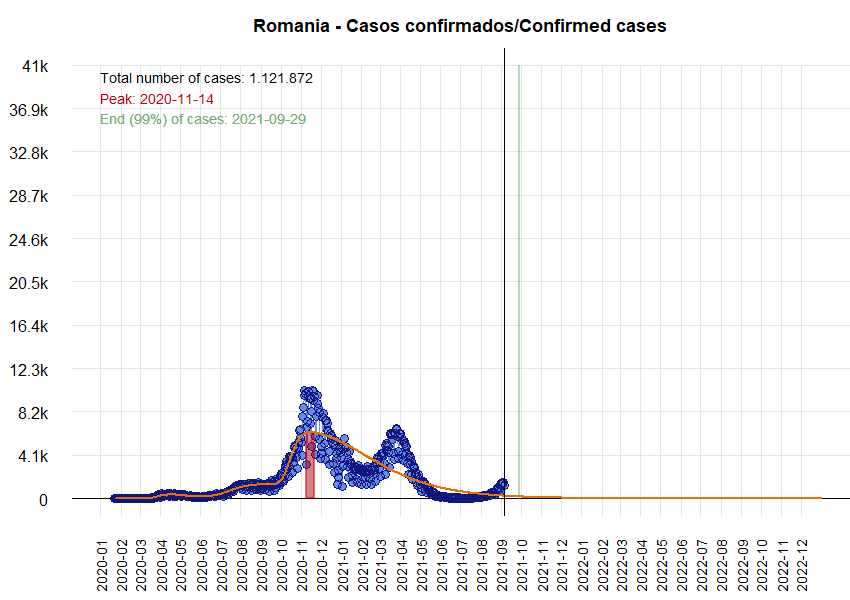 Romania - Casos confirmados/Confirmed cases
41k
Total number of cases: 1.121.872
Peak: 2020-11-14
36.9k
End (99%) of cases: 2021-09-29
32.8k
28.7k
24.6k
20.5k
16.4k
12.3k
8.2k
4.1k
0
2020-01
2020-02
2020-03
2020-04
2020-05
2020-06
2020-07
2020-08
2020-09
2020-10
2020-11
2020-12
2021-01
2021-02
2021-03
2021-04
2021-05
2021-06
2021-07
2021-08
2021-09
2021-10
2021-11
2021-12
2022-01
2022-02
2022-03
2022-04
2022-05
2022-06
2022-07
2022-08
2022-09
2022-10
2022-11
2022-12